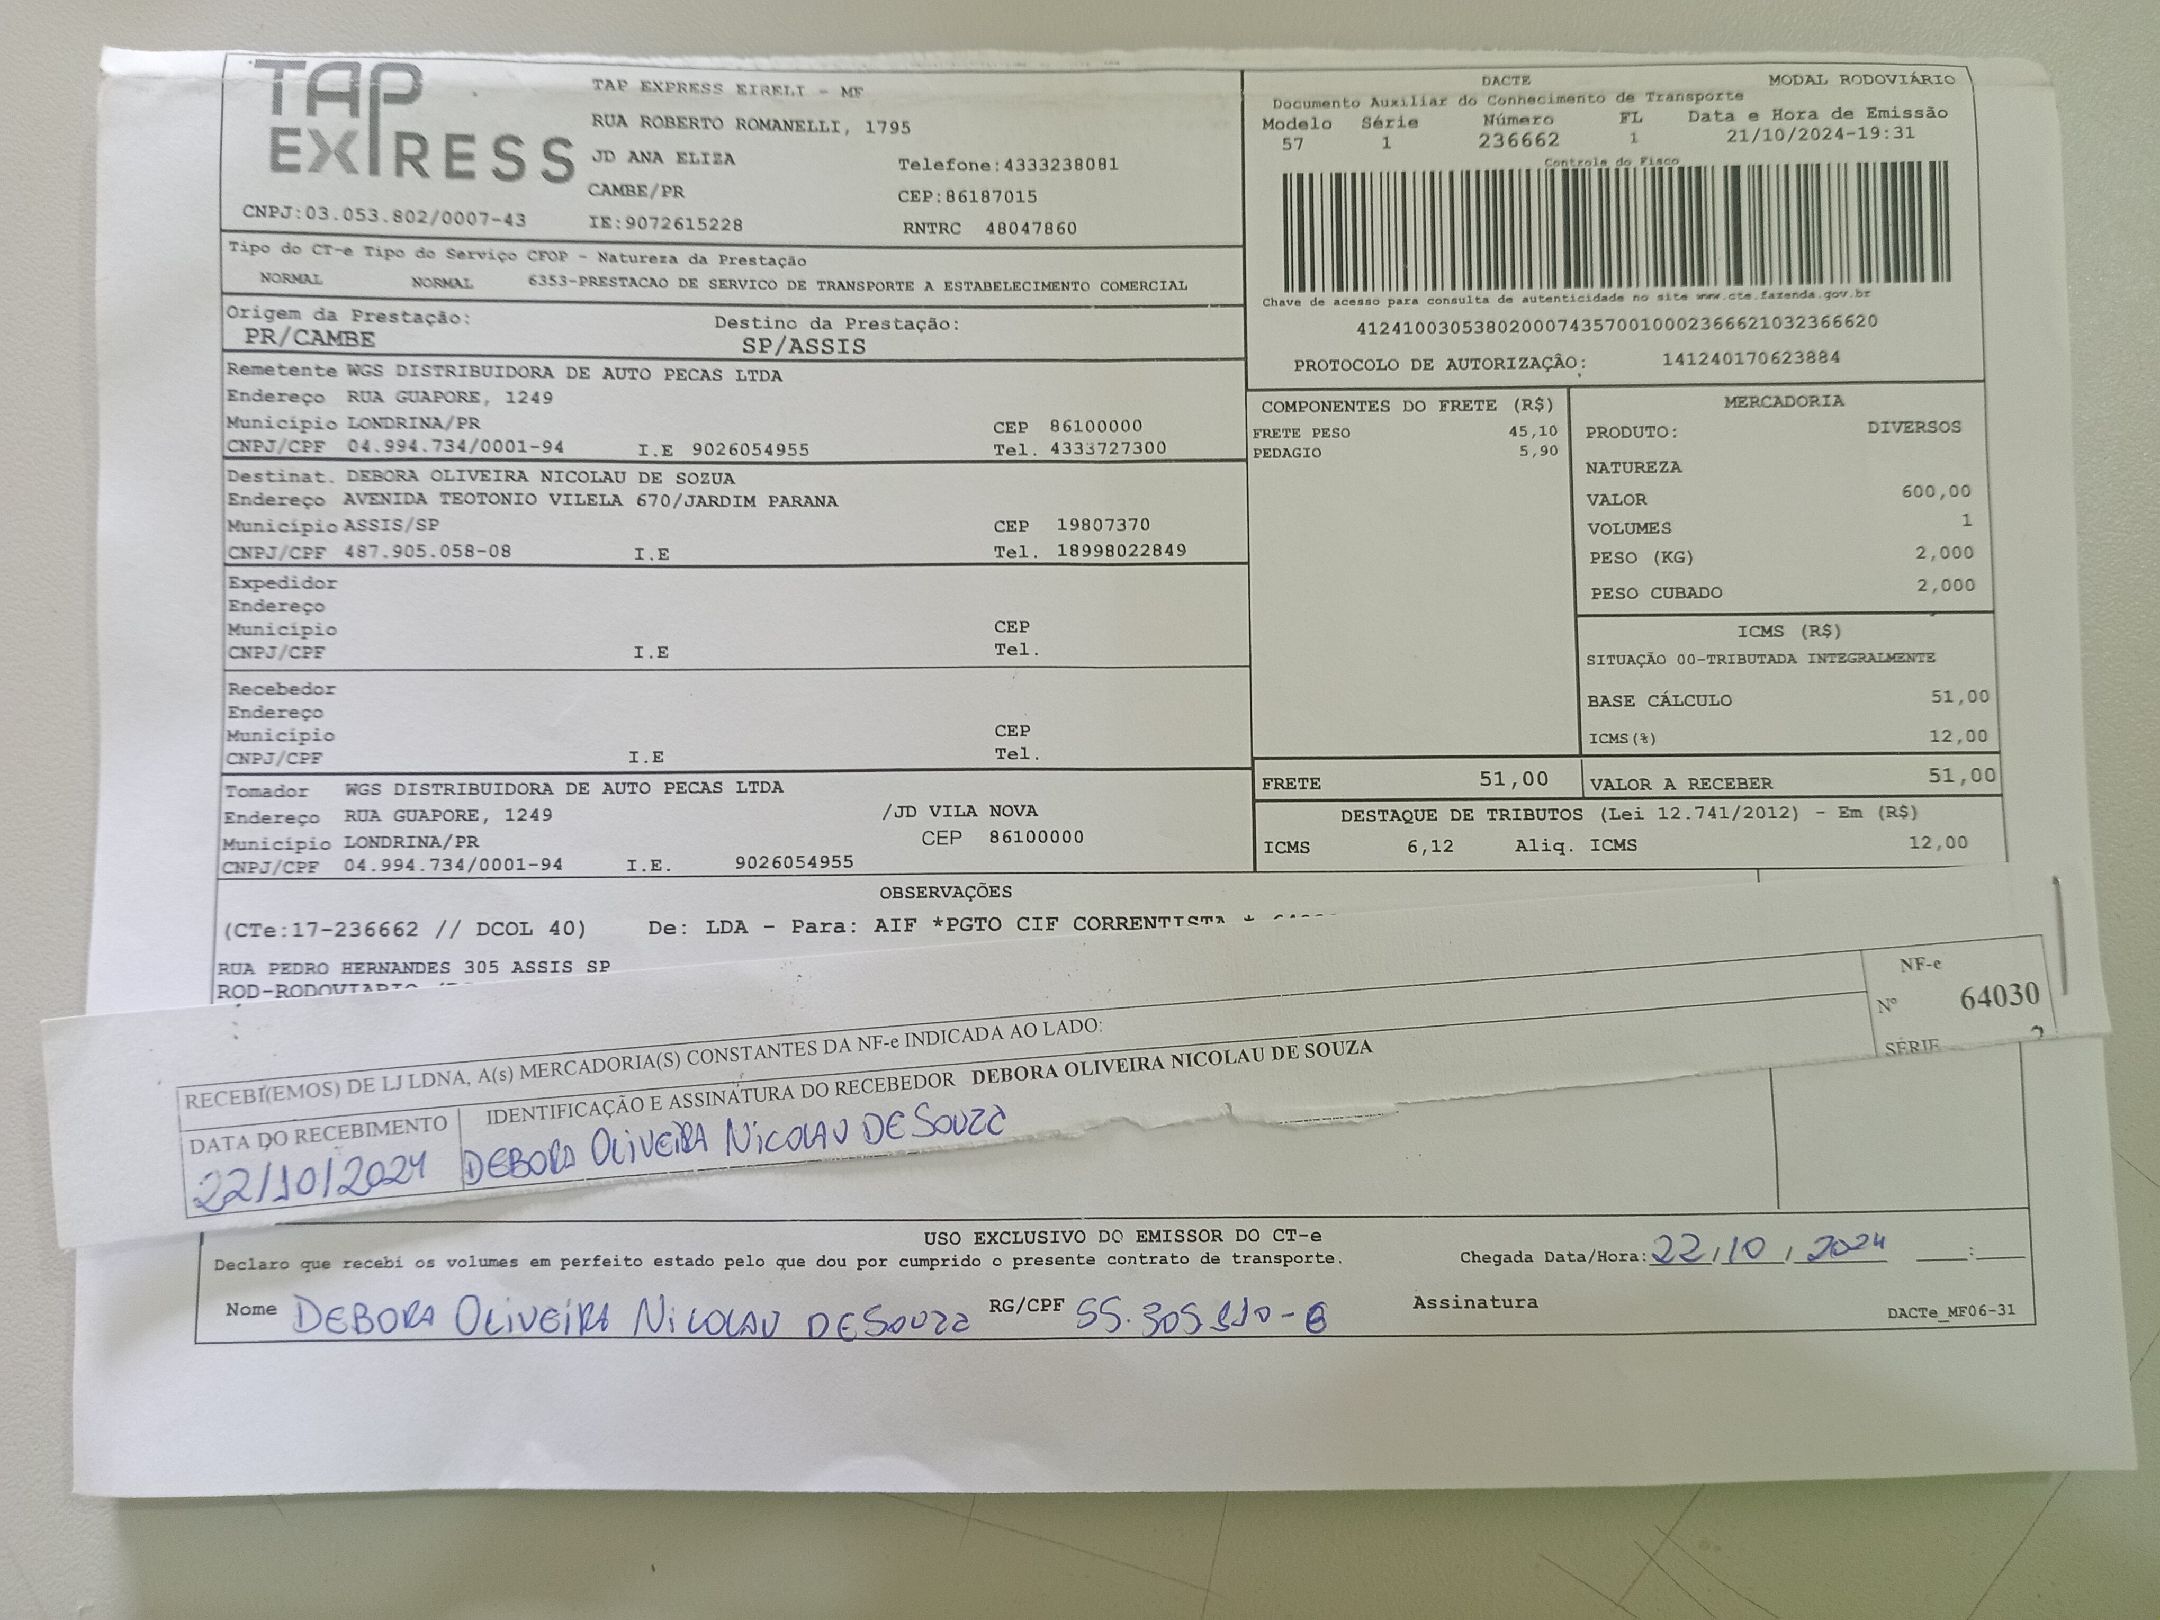 TAP EXPRESS
TAP EXPRESS EIRELI - MF
RUA ROBERTO ROMANELLI, 1795
JD ANA ELIZA
Telefone:4333238081
CAMBE/PR
CEP:86187015
CNPJ:03.053.802/0007-43 IE:9072615228 RNTRC 48047860
DACTE MODAL RODOVIÁRIO
Documento Auxiliar do Conhecimento de Transporte
Modelo Série Número FL Data e Hora de Emissão
57 1 236662 1 21/10/2024-19:31
Controle do Fisco
Chave de acesso para consulta de autenticidade no site www.cte.fazenda.gov.br
41241003053802000743570010002366621032366620
PROTOCOLO DE AUTORIZAÇÃO: 141240170623884
Tipo do CT-e Tipo do Serviço CFOP - Natureza da Prestação
NORMAL NORMAL 6353-PRESTACAO DE SERVICO DE TRANSPORTE A ESTABELECIMENTO COMERCIAL
Origem da Prestação: Destino da Prestação:
PR/CAMBE SP/ASSIS
Remetente WGS DISTRIBUIDORA DE AUTO PECAS LTDA
Endereço RUA GUAPORE, 1249
Município LONDRINA/PR CEP 86100000
CNPJ/CPF 04.994.734/0001-94 I.E 9026054955 Tel. 4333727300
Destinat. DEBORA OLIVEIRA NICOLAU DE SOZUA
Endereço AVENIDA TEOTONIO VILELA 670/JARDIM PARANA
Município ASSIS/SP CEP 19807370
CNPJ/CPF 487.905.058-08 I.E Tel. 18998022849
Expedidor
Endereço
Município CEP
CNPJ/CPF I.E Tel.
Recebedor
Endereço
Município CEP
CNPJ/CPF I.E Tel.
Tomador WGS DISTRIBUIDORA DE AUTO PECAS LTDA
Endereço RUA GUAPORE, 1249 /JD VILA NOVA
Município LONDRINA/PR CEP 86100000
CNPJ/CPF 04.994.734/0001-94 I.E. 9026054955
COMPONENTES DO FRETE (R$)
FRETE PESO 45,10
PEDAGIO 5,90
MERCADORIA
PRODUTO: DIVERSOS
NATUREZA
VALOR 600,00
VOLUMES 1
PESO (KG) 2,000
PESO CUBADO 2,000
ICMS (R$)
SITUAÇÃO 00-TRIBUTADA INTEGRALMENTE
BASE CÁLCULO 51,00
ICMS(%) 12,00
FRETE 51,00 VALOR A RECEBER 51,00
DESTAQUE DE TRIBUTOS (Lei 12.741/2012) - Em (R$)
ICMS 6,12 Aliq. ICMS 12,00
OBSERVAÇÕES
(CTe:17-236662 // DCOL 40) De: LDA - Para: AIF *PGTO CIF CORRENTISTA *
RUA PEDRO HERNANDES 305 ASSIS SP
ROD-RODOVIARIO
RECEBI(EMOS) DE LJ LDNA, A(s) MERCADORIA(S) CONSTANTES DA NF-e INDICADA AO LADO:
DATA DO RECEBIMENTO IDENTIFICAÇÃO E ASSINATURA DO RECEBEDOR DEBORA OLIVEIRA NICOLAU DE SOUZA
22/10/2024 DEBORA OLIVEIRA NICOLAU DE SOUZA
NF-e
Nº 64030
SÉRIE
USO EXCLUSIVO DO EMISSOR DO CT-e
Declaro que recebi os volumes em perfeito estado pelo que dou por cumprido o presente contrato de transporte. Chegada Data/Hora: 22/10/2024 __:__
Nome DEBORA OLIVEIRA NICOLAU DE SOUZA RG/CPF Assinatura
DACTe_MF06-31